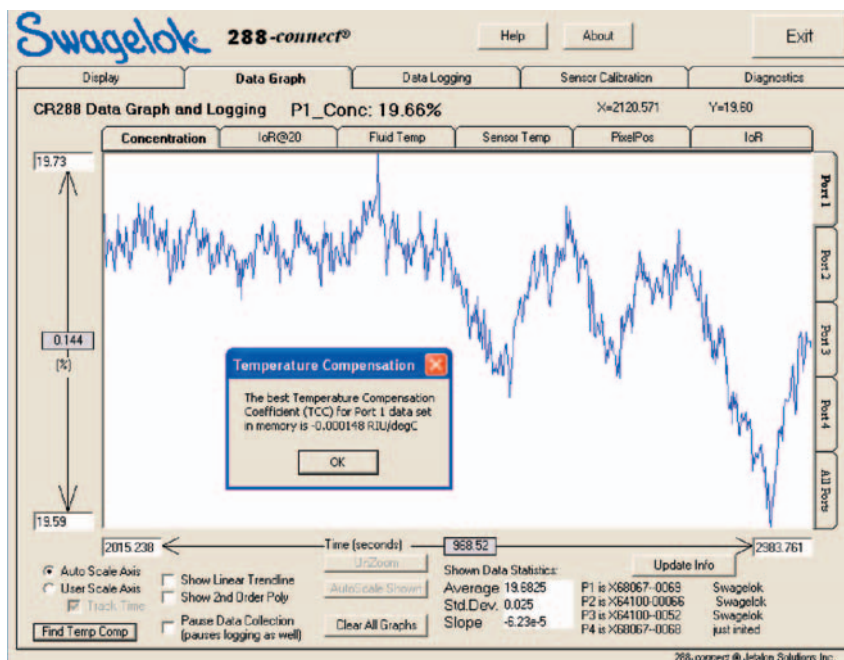 Swagelok 288-connect® Help About Exit
Display Data Graph Data Logging Sensor Calibration Diagnostics
CR288 Data Graph and Logging P1_Conc: 19.66% X=2120.571 Y=19.60
Concentration IoR@20 Fluid Temp Sensor Temp PixelPos IoR
19.73
Port 1
Port 2
Port 3
Port 4
All Ports
0.144
(%)
Temperature Compensation
The best Temperature Compensation
Coefficient (TCC) for Port 1 data set
in memory is -0.000148 RIU/degC
OK
19.59
2015.238 Time (seconds) 968.52 2983.761
Auto Scale Axis
User Scale Axis
Track Time
Find Temp Comp
Show Linear Trendline
Show 2nd Order Poly
Pause Data Collection
(pauses logging as well)
UnZoom
AutoScale Shown
Clear All Graphs
Shown Data Statistics:
Average 19.6825
Std.Dev. 0.025
Slope -6.23e-5
Update Info
P1 is X68067--0069 Swagelok
P2 is X64100-00066 Swagelok
P3 is X64100--0052 Swagelok
P4 is X68067--0068 just inited
288-connect @ Jetalon Solutions Inc.